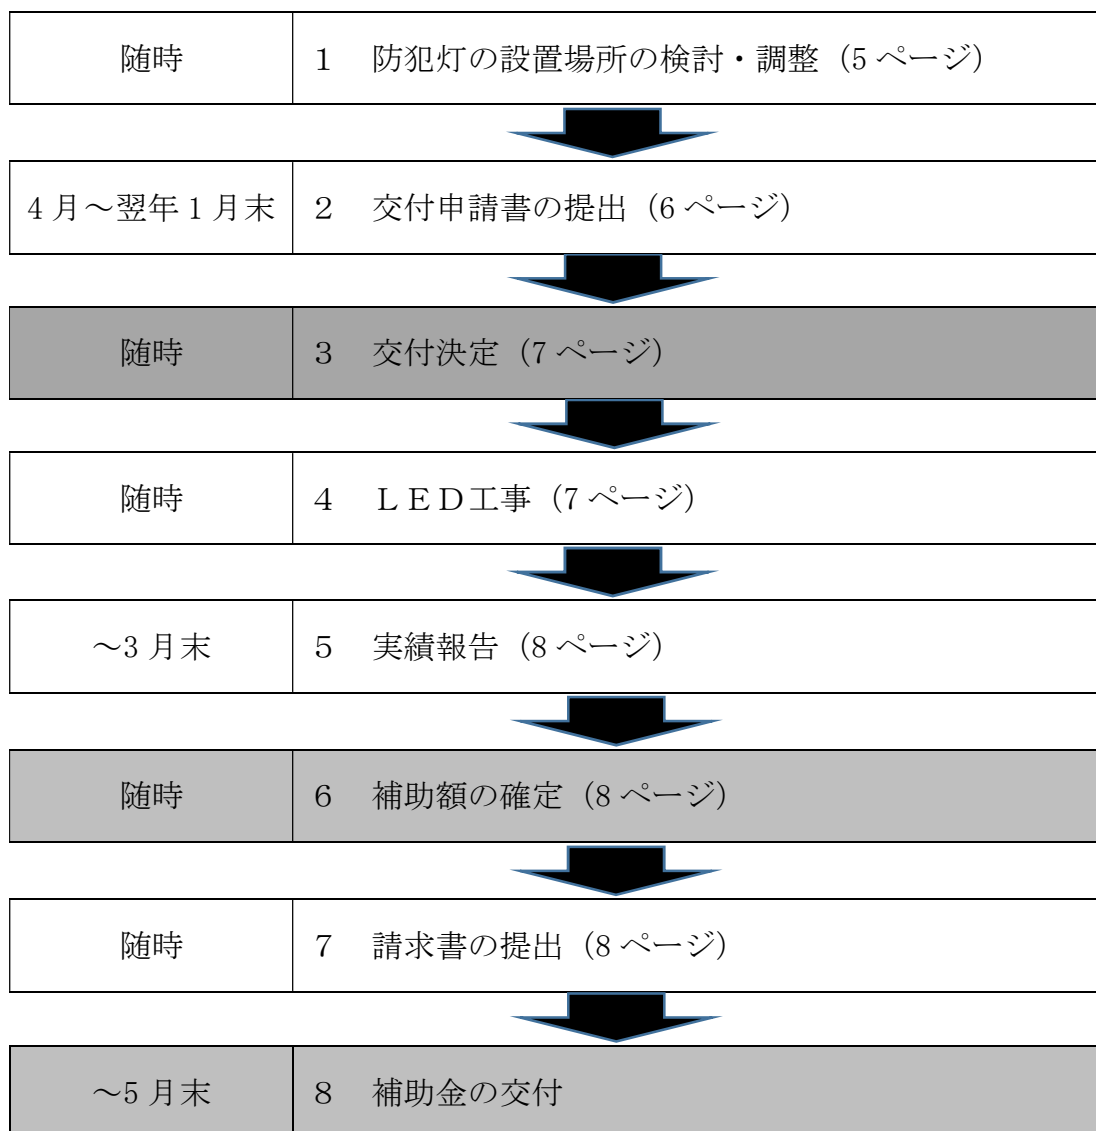 随時 １ 防犯灯の設置場所の検討・調整（5 ページ）
4 月～翌年 1 月末 ２ 交付申請書の提出（6 ページ）
随時 ３ 交付決定（7 ページ）
随時 ４ ＬＥＤ工事（7 ページ）
～3 月末 ５ 実績報告（8 ページ）
随時 ６ 補助額の確定（8 ページ）
随時 ７ 請求書の提出（8 ページ）
～5 月末 ８ 補助金の交付